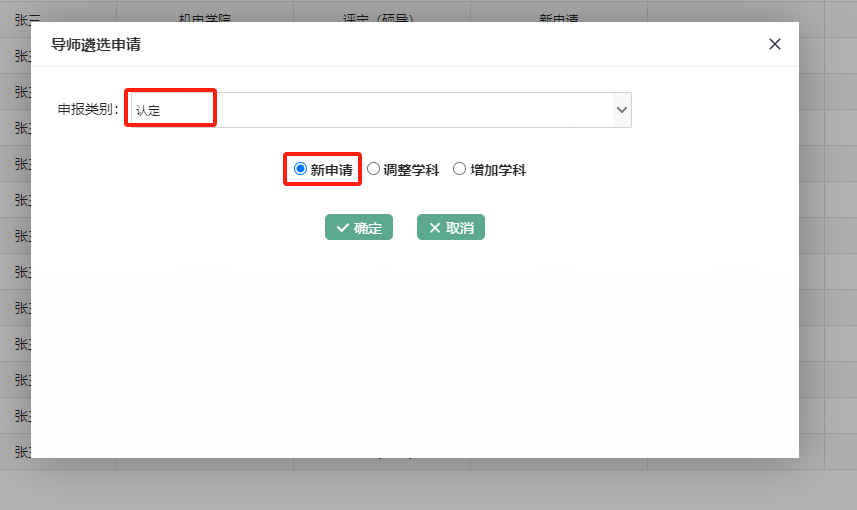 张三 机电学院 评定（硕导） 新申请
导师遴选申请
申报类别： 认定
新申请 调整学科 增加学科
确定 取消